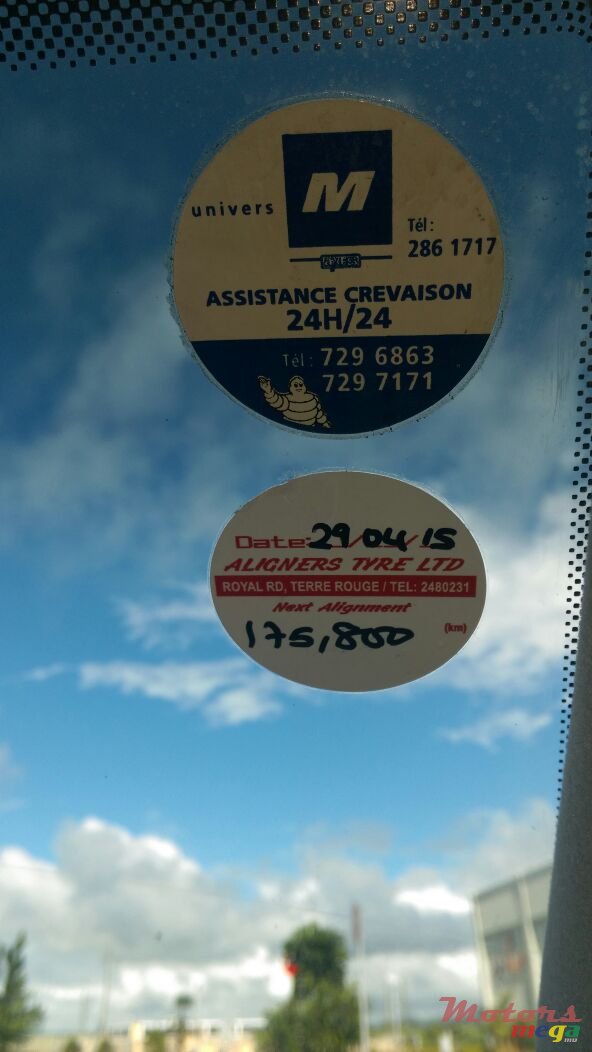 M
univers
Tél:
286 1717
ASSISTANCE CREVAISON
24H/24
Tél: 729 6863
729 7171
Date: 29/04/15
ALIGNERS TYRE LTD
ROYAL RD, TERRE ROUGE / TEL: 2480231
Next Alignment
175,800 (km)
Motors
mega
mu